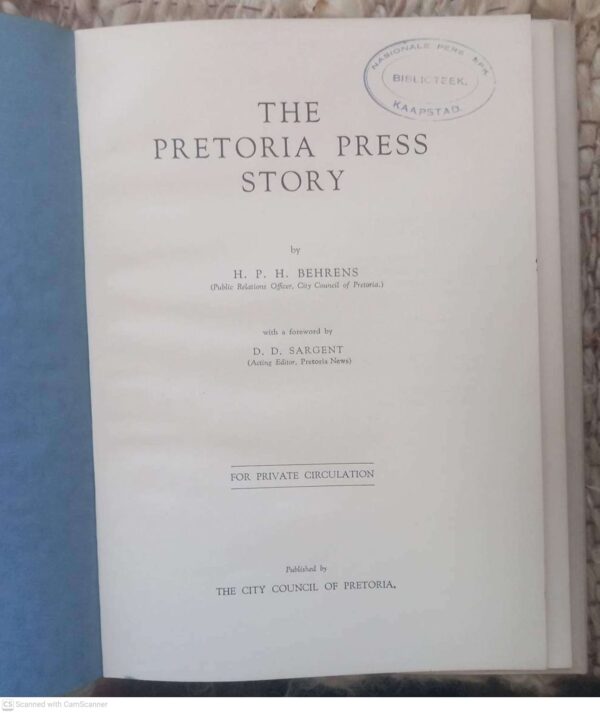 NASIONALE PERS BPK.
BIBLIOTEEK.
KAAPSTAD
THE
PRETORIA PRESS
STORY
by
H. P. H. BEHRENS
(Public Relations Officer, City Council of Pretoria.)
with a foreword by
D. D. SARGENT
(Acting Editor, Pretoria News)
FOR PRIVATE CIRCULATION
Published by
THE CITY COUNCIL OF PRETORIA.
CS Scanned with CamScanner